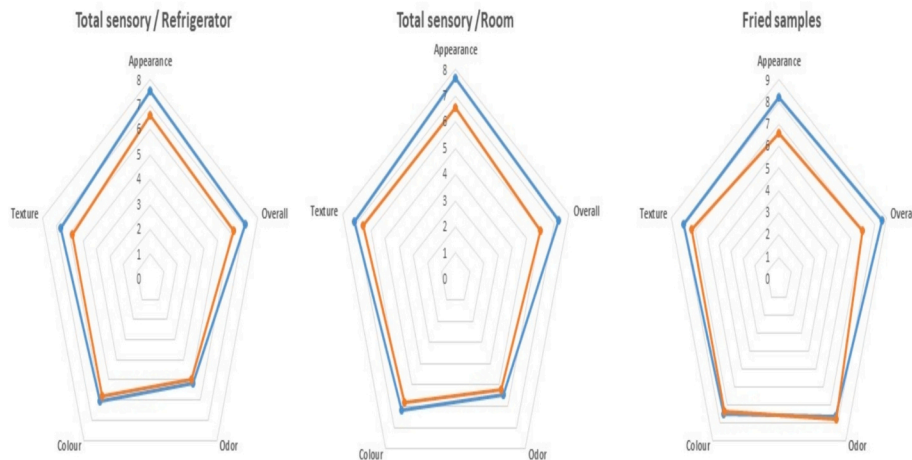 Total sensory / Refrigerator
Appearance
8
7
6
5
4
3
2
1
0
Texture
Overall
Colour
Odor
Total sensory /Room
Appearance
8
7
6
5
4
3
2
1
0
Texture
Overall
Colour
Odor
Fried samples
Appearance
9
8
7
6
5
4
3
2
1
0
Texture
Overa
Colour
Odor